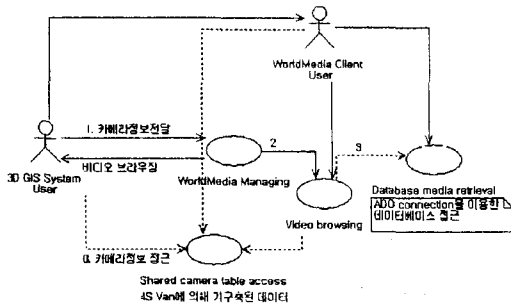 WorldMedia Client
User
1. 카메라정보전달
2
3
비디오 브라우징
3D GIS System
User
WorldMedia Managing
Database media retrieval
ADO connection을 이용한
데이터베이스 접근
Video browsing
0. 카메라정보 접근
Shared camera table access
4S Van에 의해 기구축된 데이터